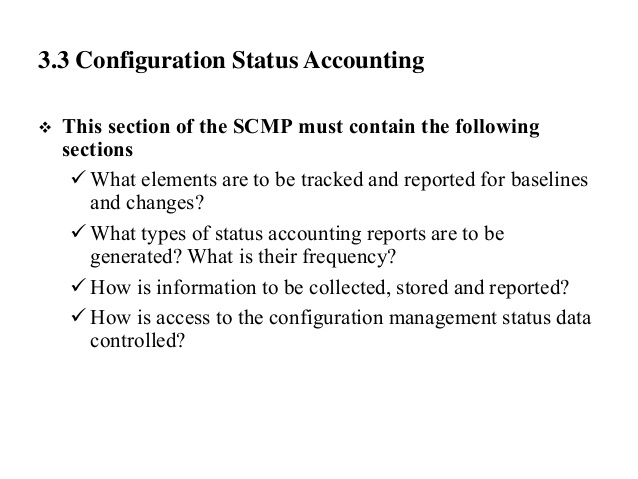 3.3 Configuration Status Accounting
❖ This section of the SCMP must contain the following
sections
✓ What elements are to be tracked and reported for baselines
and changes?
✓ What types of status accounting reports are to be
generated? What is their frequency?
✓ How is information to be collected, stored and reported?
✓ How is access to the configuration management status data
controlled?